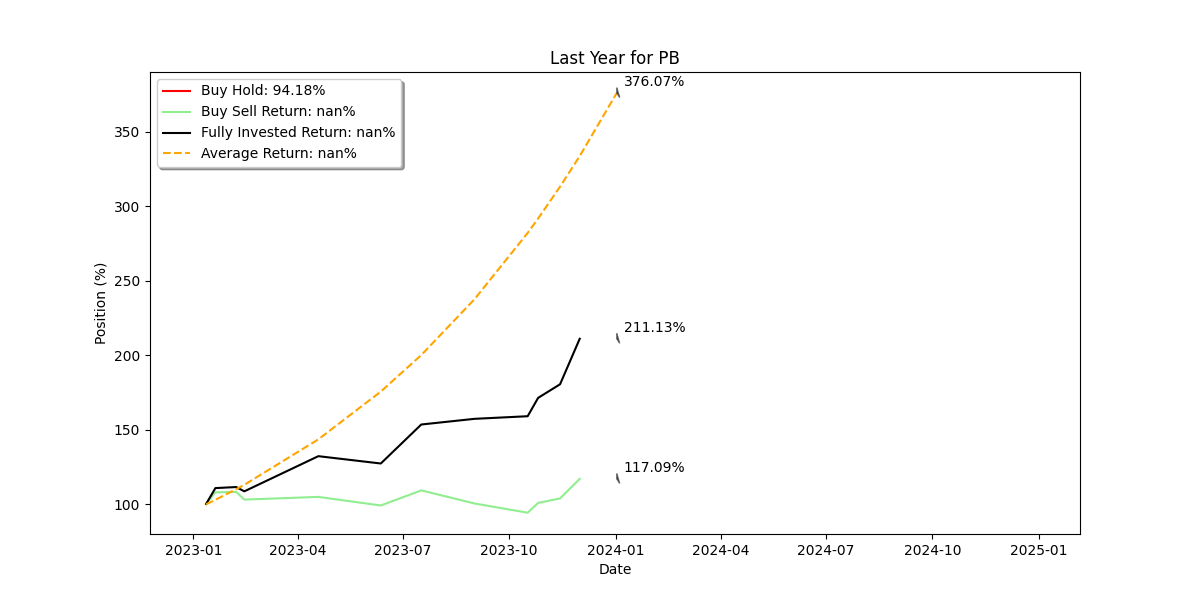 Last Year for PB
376.07%
Buy Hold: 94.18%
Buy Sell Return: nan%
Fully Invested Return: nan%
Average Return: nan%
350
300
250
200
150
100
Position (%)
211.13%
117.09%
2023-01 2023-04 2023-07 2023-10 2024-01 2024-04 2024-07 2024-10 2025-01
Date